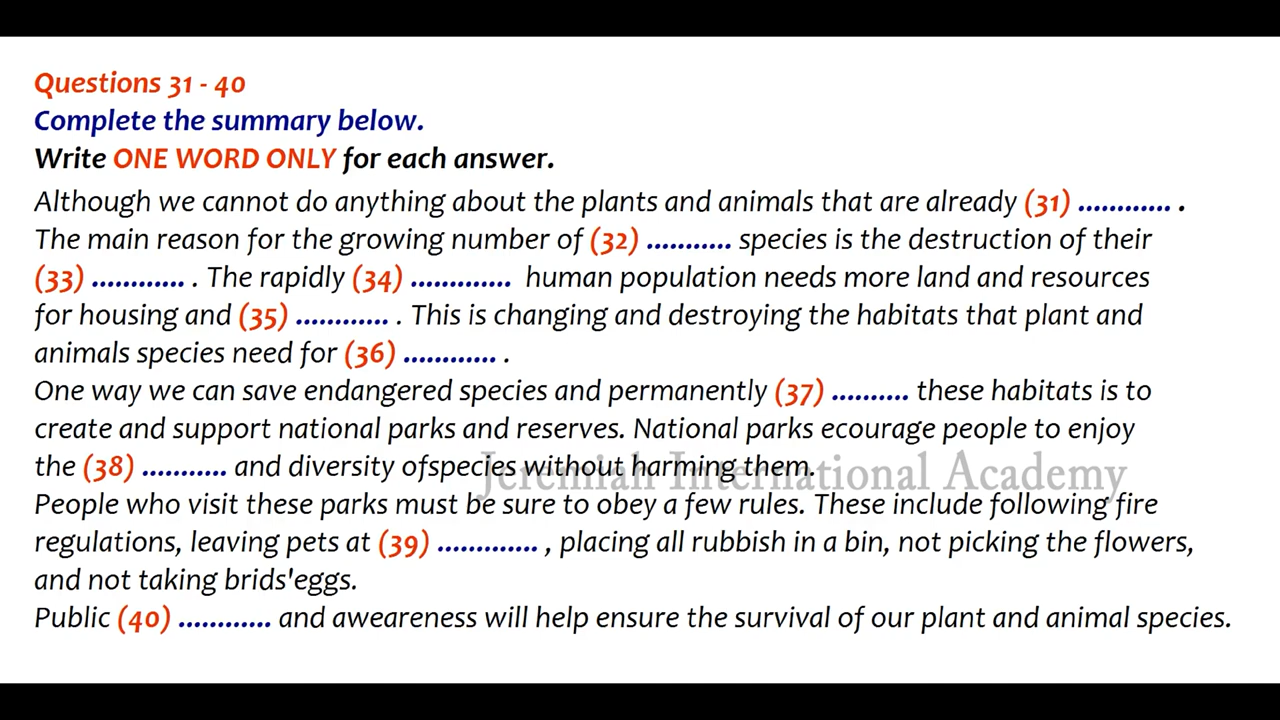 Questions 31 - 40
Complete the summary below.
Write ONE WORD ONLY for each answer.
Although we cannot do anything about the plants and animals that are already (31) ............ .
The main reason for the growing number of (32) ........... species is the destruction of their
(33) ............ . The rapidly (34) ............. human population needs more land and resources
for housing and (35) ............ . This is changing and destroying the habitats that plant and
animals species need for (36) ............ .
One way we can save endangered species and permanently (37) .......... these habitats is to
create and support national parks and reserves. National parks ecourage people to enjoy
the (38) ........... and diversity ofspecies without harming them.
Jeremiah International Academy
People who visit these parks must be sure to obey a few rules. These include following fire
regulations, leaving pets at (39) ............. , placing all rubbish in a bin, not picking the flowers,
and not taking brids'eggs.
Public (40) ............ and aweareness will help ensure the survival of our plant and animal species.